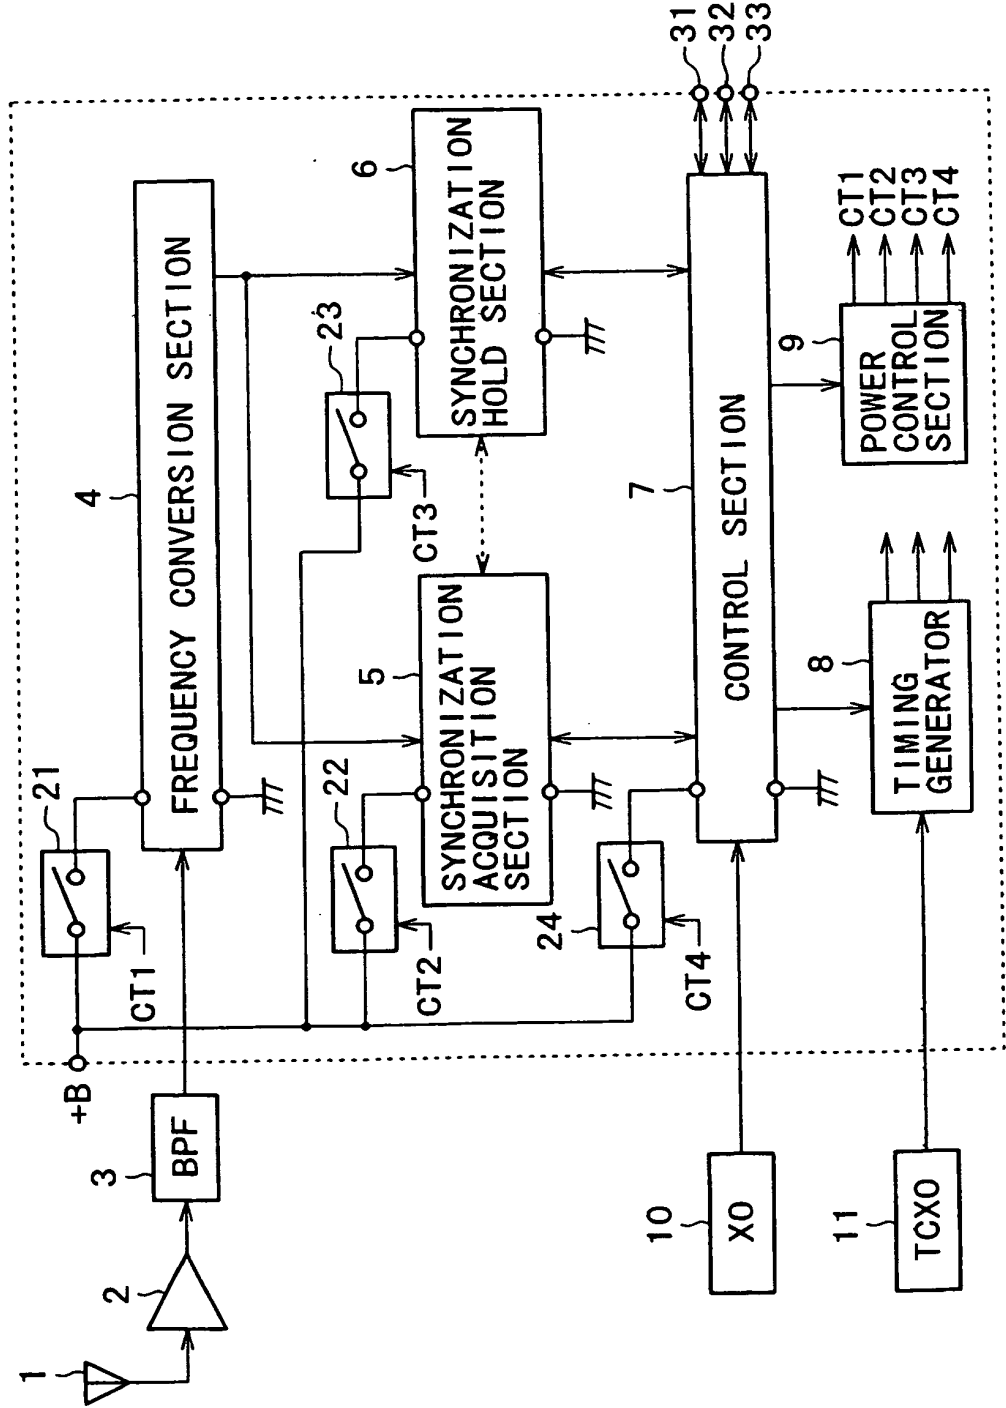 1
2
3
BPF
+B
21
CT1
4
FREQUENCY CONVERSION SECTION
22
CT2
5
SYNCHRONIZATION
ACQUISITION
SECTION
23
CT3
6
SYNCHRONIZATION
HOLD SECTION
24
CT4
7
CONTROL SECTION
31
32
33
10
XO
11
TCXO
8
TIMING
GENERATOR
9
POWER
CONTROL
SECTION
CT1
CT2
CT3
CT4